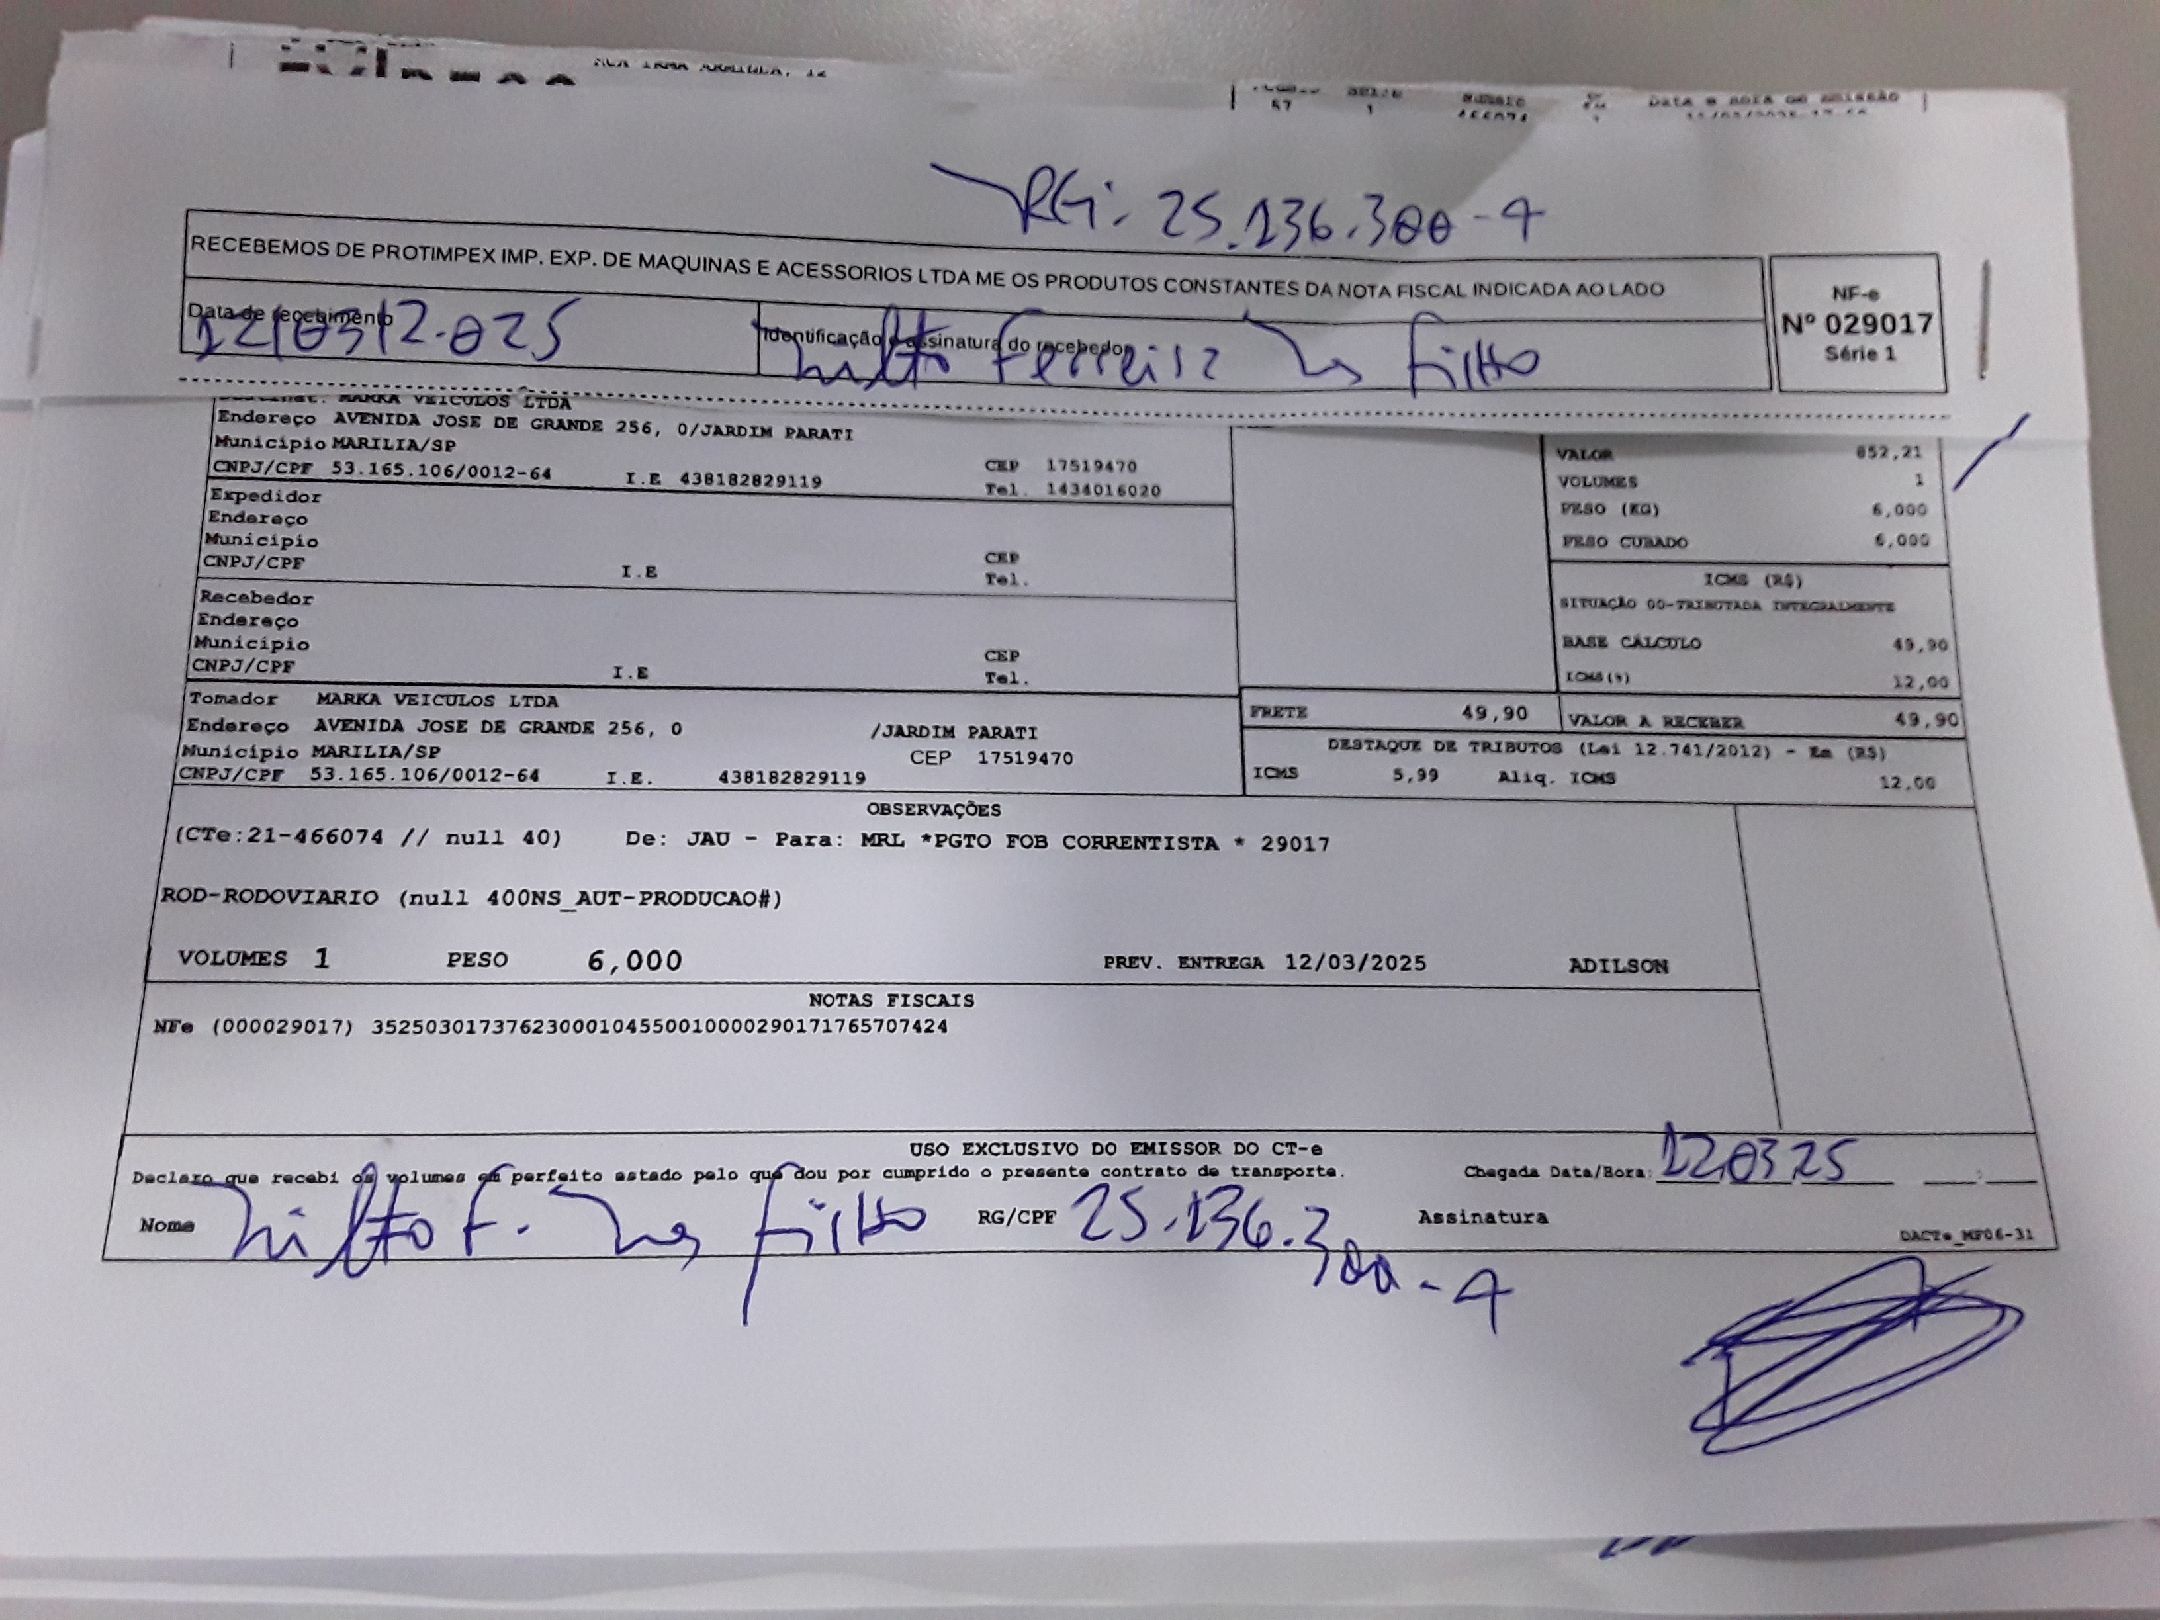 57 1
RG: 25.136.300-4
RECEBEMOS DE PROTIMPEX IMP. EXP. DE MAQUINAS E ACESSORIOS LTDA ME OS PRODUTOS CONSTANTES DA NOTA FISCAL INDICADA AO LADO
NF-e
Nº 029017
Série 1
Data de recebimento
12/03/2.025
Identificação e assinatura do recebedor
Nilto Ferreira Filho
MARKA VEICULOS LTDA
Endereço AVENIDA JOSE DE GRANDE 256, 0/JARDIM PARATI
Município MARILIA/SP
CEP 17519470
CNPJ/CPF 53.165.106/0012-64 I.E 438182829119
Tel. 1434016020
Expedidor
Endereço
Município
CEP
CNPJ/CPF I.E
Tel.
Recebedor
Endereço
Município
CEP
CNPJ/CPF I.E
Tel.
Tomador MARKA VEICULOS LTDA
Endereço AVENIDA JOSE DE GRANDE 256, 0 /JARDIM PARATI
Município MARILIA/SP CEP 17519470
CNPJ/CPF 53.165.106/0012-64 I.E. 438182829119
VALOR 852,21
VOLUMES 1
PESO (KG) 6,000
PESO CUBADO 6,000
ICMS (R$)
SITUAÇÃO 00-TRIBUTADA INTEGRALMENTE
BASE CÁLCULO 49,90
ICMS(%) 12,00
FRETE 49,90 VALOR A RECEBER 49,90
DESTAQUE DE TRIBUTOS (Lei 12.741/2012) - Em (R$)
ICMS 5,99 Aliq. ICMS 12,00
OBSERVAÇÕES
(CTe:21-466074 // null 40) De: JAU - Para: MRL *PGTO FOB CORRENTISTA * 29017
ROD-RODOVIARIO (null 400NS_AUT-PRODUCAO#)
VOLUMES 1 PESO 6,000 PREV. ENTREGA 12/03/2025 ADILSON
NOTAS FISCAIS
NFe (000029017) 35250301737623000104550010000290171765707424
USO EXCLUSIVO DO EMISSOR DO CT-e
Declaro que recebi os volumes em perfeito estado pelo que dou por cumprido o presente contrato de transporte. Chegada Data/Hora: 12 03 25
Nome Nilto F. Filho RG/CPF 25.136.300-4 Assinatura
DACTe_MF06-31